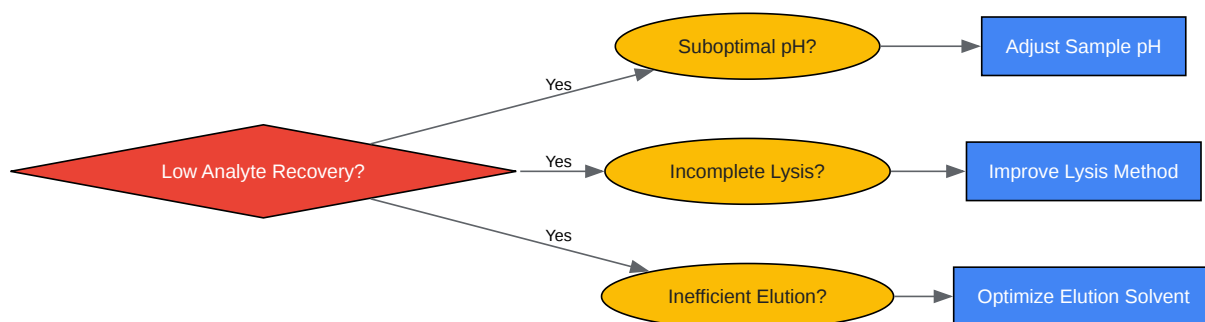 Suboptimal pH?
Adjust Sample pH
Yes
Low Analyte Recovery?
Yes
Incomplete Lysis?
Improve Lysis Method
Yes
Inefficient Elution?
Optimize Elution Solvent